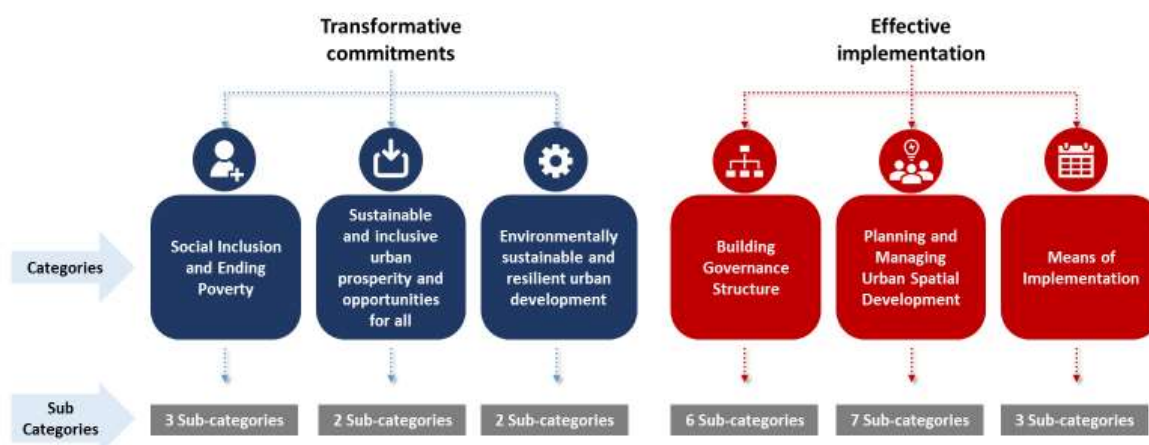 Transformative
commitments
Effective
implementation
Categories
Social Inclusion
and Ending
Poverty
Sustainable
and inclusive
urban
prosperity and
opportunities
for all
Environmentally
sustainable and
resilient urban
development
Building
Governance
Structure
Planning and
Managing
Urban Spatial
Development
Means of
Implementation
Sub
Categories
3 Sub-categories
2 Sub-categories
2 Sub-categories
6 Sub-categories
7 Sub-categories
3 Sub-categories